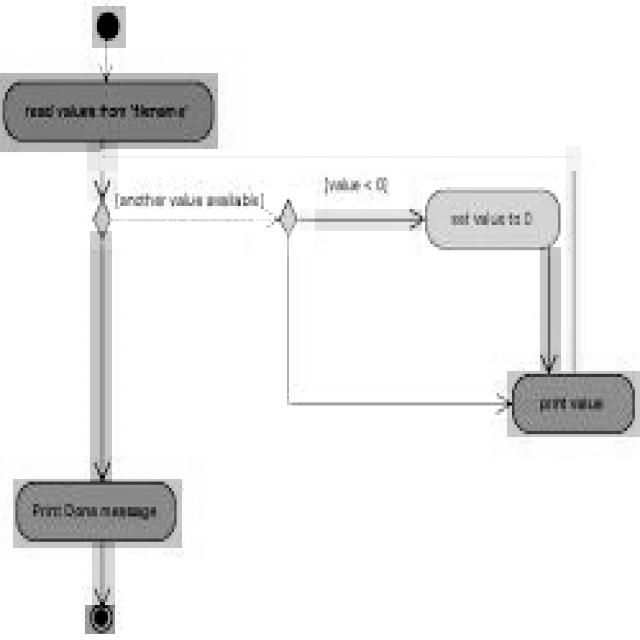 read values from 'filename'
[value < 0]
[another value available]
set value to 0
print value
Print Done message